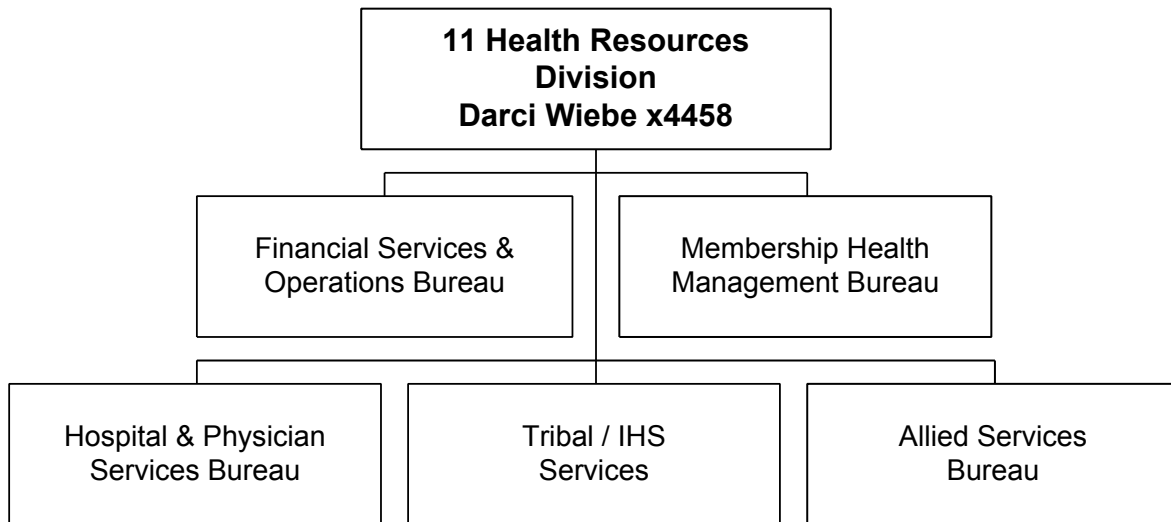 11 Health Resources
Division
Darci Wiebe x4458
Financial Services &
Operations Bureau
Membership Health
Management Bureau
Hospital & Physician
Services Bureau
Tribal / IHS
Services
Allied Services
Bureau